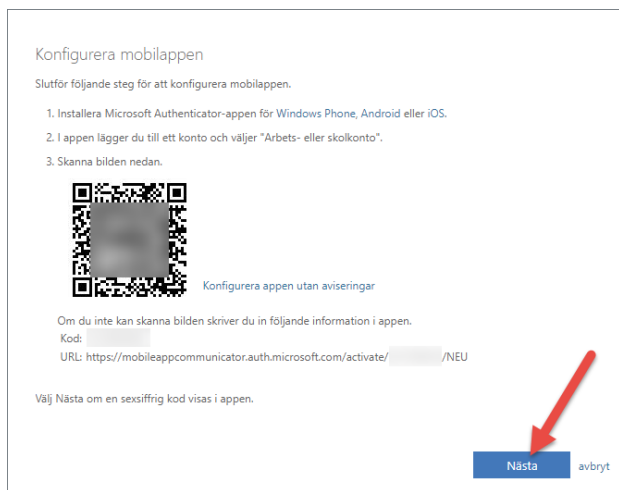 Konfigurera mobilappen
Slutför följande steg för att konfigurera mobilappen.
1. Installera Microsoft Authenticator-appen för Windows Phone, Android eller iOS.
2. I appen lägger du till ett konto och väljer "Arbets- eller skolkonto".
3. Skanna bilden nedan.
Konfigurera appen utan aviseringar
Om du inte kan skanna bilden skriver du in följande information i appen.
Kod:
URL: https://mobileappcommunicator.auth.microsoft.com/activate/ /NEU
Välj Nästa om en sexsiffrig kod visas i appen.
Nästa avbryt